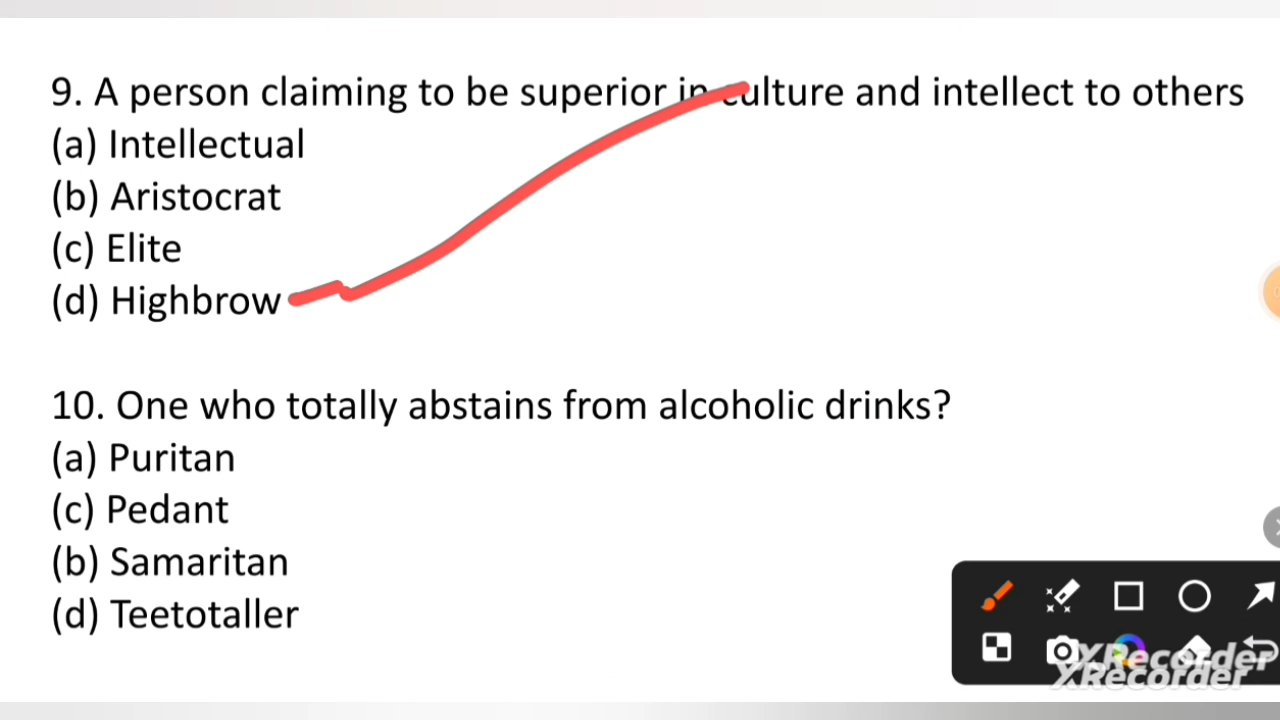 9. A person claiming to be superior in culture and intellect to others
(a) Intellectual
(b) Aristocrat
(c) Elite
(d) Highbrow
10. One who totally abstains from alcoholic drinks?
(a) Puritan
(c) Pedant
(b) Samaritan
(d) Teetotaller
XRecorder
XRecorder